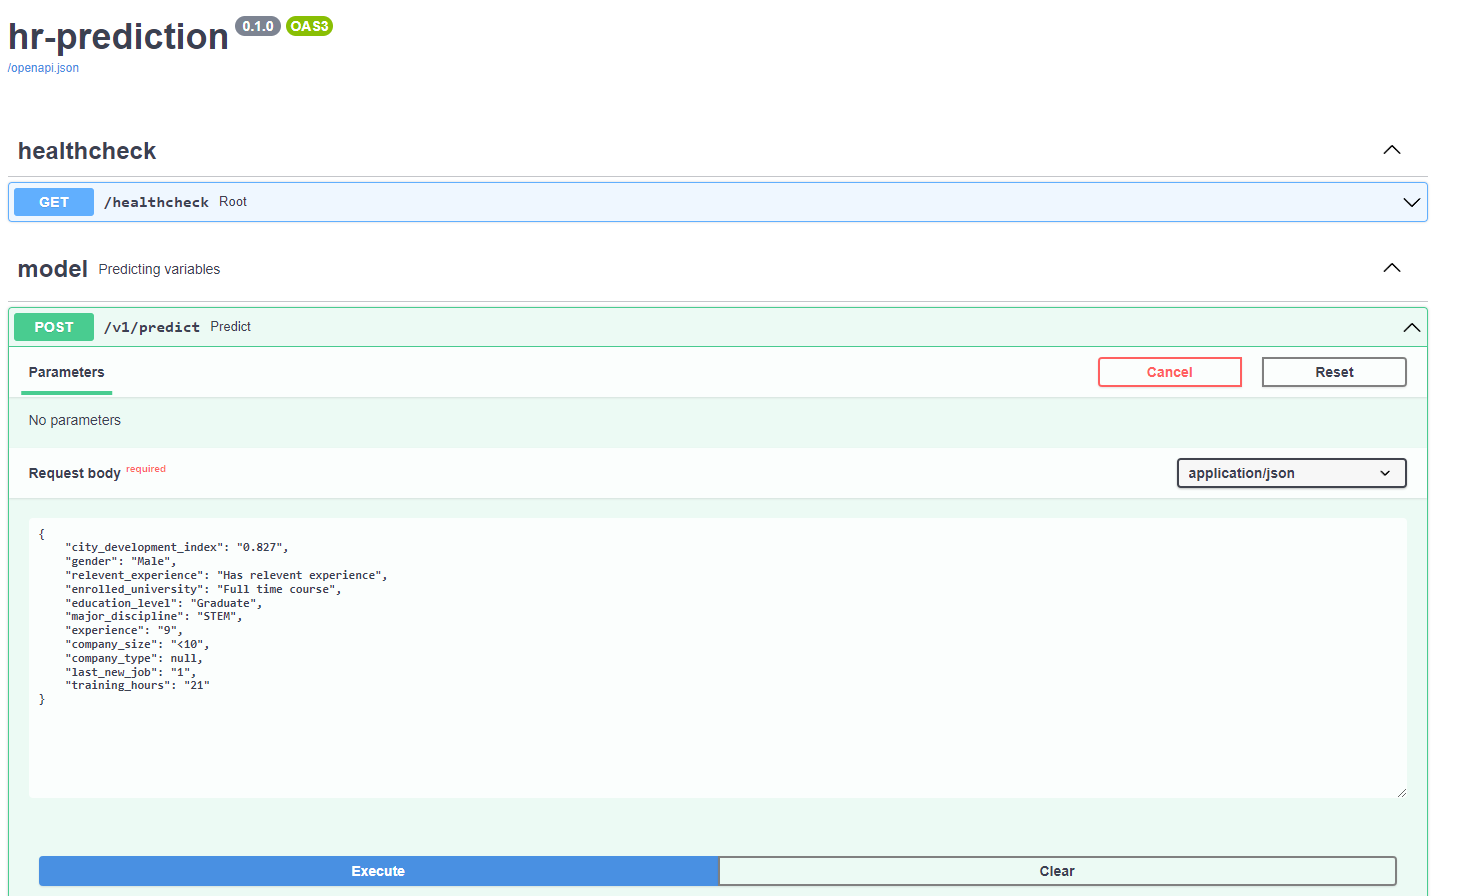 hr-prediction 0.1.0 OAS3
/openapi.json
healthcheck
GET /healthcheck Root
model Predicting variables
POST /v1/predict Predict
Parameters Cancel Reset
No parameters
Request body required application/json
{
    "city_development_index": "0.827",
    "gender": "Male",
    "relevent_experience": "Has relevent experience",
    "enrolled_university": "Full time course",
    "education_level": "Graduate",
    "major_discipline": "STEM",
    "experience": "9",
    "company_size": "<10",
    "company_type": null,
    "last_new_job": "1",
    "training_hours": "21"
}
Execute Clear